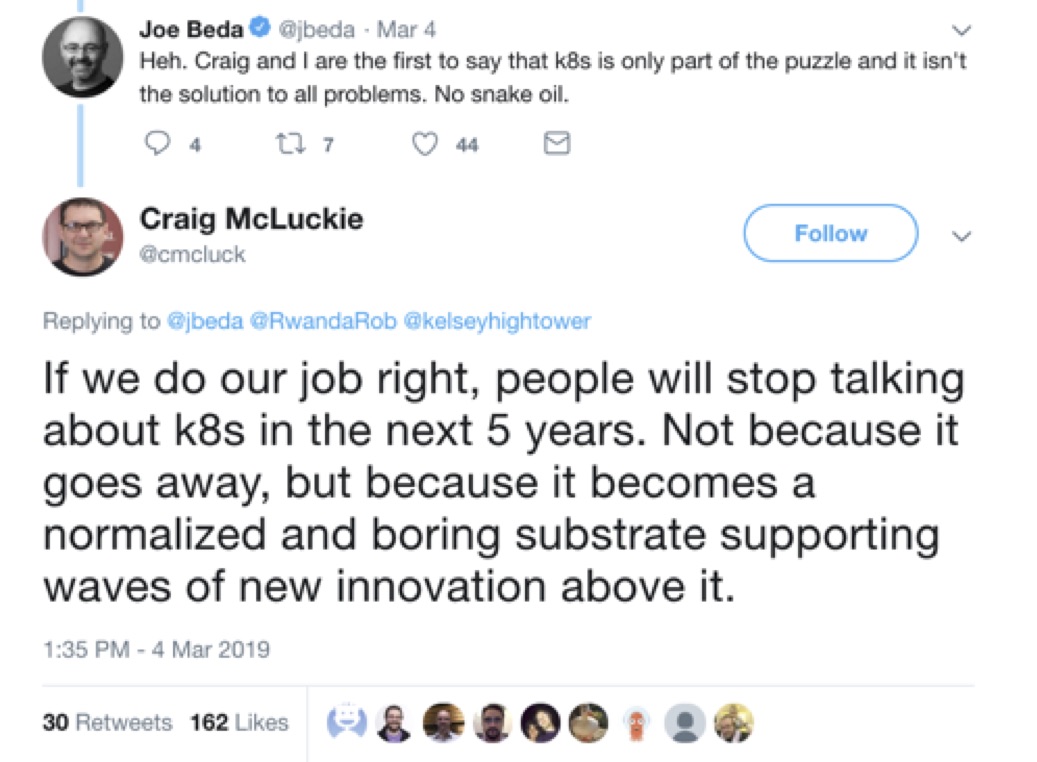 Joe Beda @jbeda · Mar 4
Heh. Craig and I are the first to say that k8s is only part of the puzzle and it isn't
the solution to all problems. No snake oil.
4 7 44
Craig McLuckie
@cmcluck
Follow
Replying to @jbeda @RwandaRob @kelseyhightower
If we do our job right, people will stop talking
about k8s in the next 5 years. Not because it
goes away, but because it becomes a
normalized and boring substrate supporting
waves of new innovation above it.
1:35 PM - 4 Mar 2019
30 Retweets 162 Likes